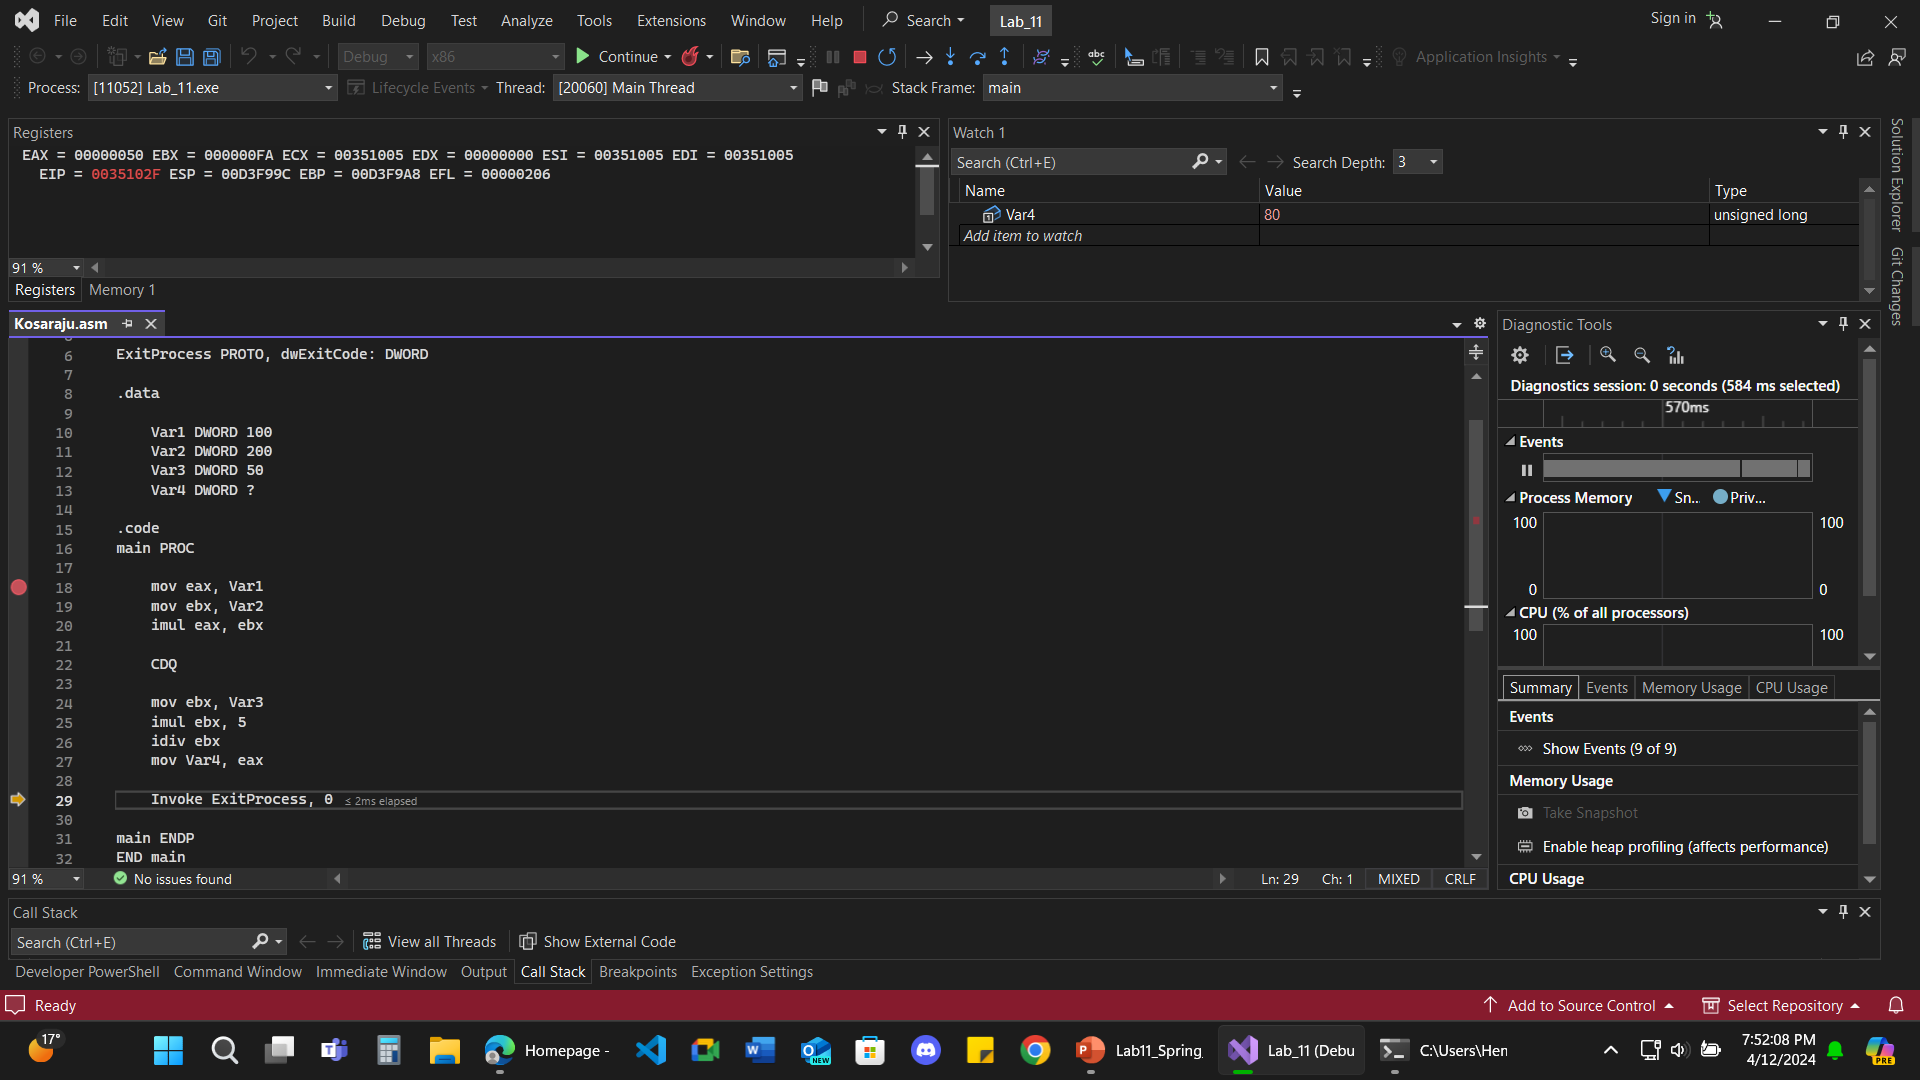 File Edit View Git Project Build Debug Test Analyze Tools Extensions Window Help Search Lab_11 Sign in
Debug x86 Continue abc Application Insights
Process: [11052] Lab_11.exe Lifecycle Events Thread: [20060] Main Thread Stack Frame: main
Registers
EAX = 00000050 EBX = 000000FA ECX = 00351005 EDX = 00000000 ESI = 00351005 EDI = 00351005
EIP = 0035102F ESP = 00D3F99C EBP = 00D3F9A8 EFL = 00000206
91 %
Registers Memory 1
Watch 1
Search (Ctrl+E) Search Depth: 3
Name Value Type
Var4 80 unsigned long
Add item to watch
Solution Explorer
Git Changes
Kosaraju.asm
6 ExitProcess PROTO, dwExitCode: DWORD
7
8 .data
9
10 Var1 DWORD 100
11 Var2 DWORD 200
12 Var3 DWORD 50
13 Var4 DWORD ?
14
15 .code
16 main PROC
17
18 mov eax, Var1
19 mov ebx, Var2
20 imul eax, ebx
21
22 CDQ
23
24 mov ebx, Var3
25 imul ebx, 5
26 idiv ebx
27 mov Var4, eax
28
29 Invoke ExitProcess, 0 ≤ 2ms elapsed
30
31 main ENDP
32 END main
91 % No issues found Ln: 29 Ch: 1 MIXED CRLF
Diagnostic Tools
Diagnostics session: 0 seconds (584 ms selected)
570ms
Events
Process Memory Sn... Priv...
100 100
0 0
CPU (% of all processors)
100 100
Summary Events Memory Usage CPU Usage
Events
Show Events (9 of 9)
Memory Usage
Take Snapshot
Enable heap profiling (affects performance)
CPU Usage
Call Stack
Search (Ctrl+E) View all Threads Show External Code
Developer PowerShell Command Window Immediate Window Output Call Stack Breakpoints Exception Settings
Ready Add to Source Control Select Repository
17° Homepage - NEW Lab11_Spring Lab_11 (Debu C:\Users\Hen 7:52:08 PM
4/12/2024 PRE